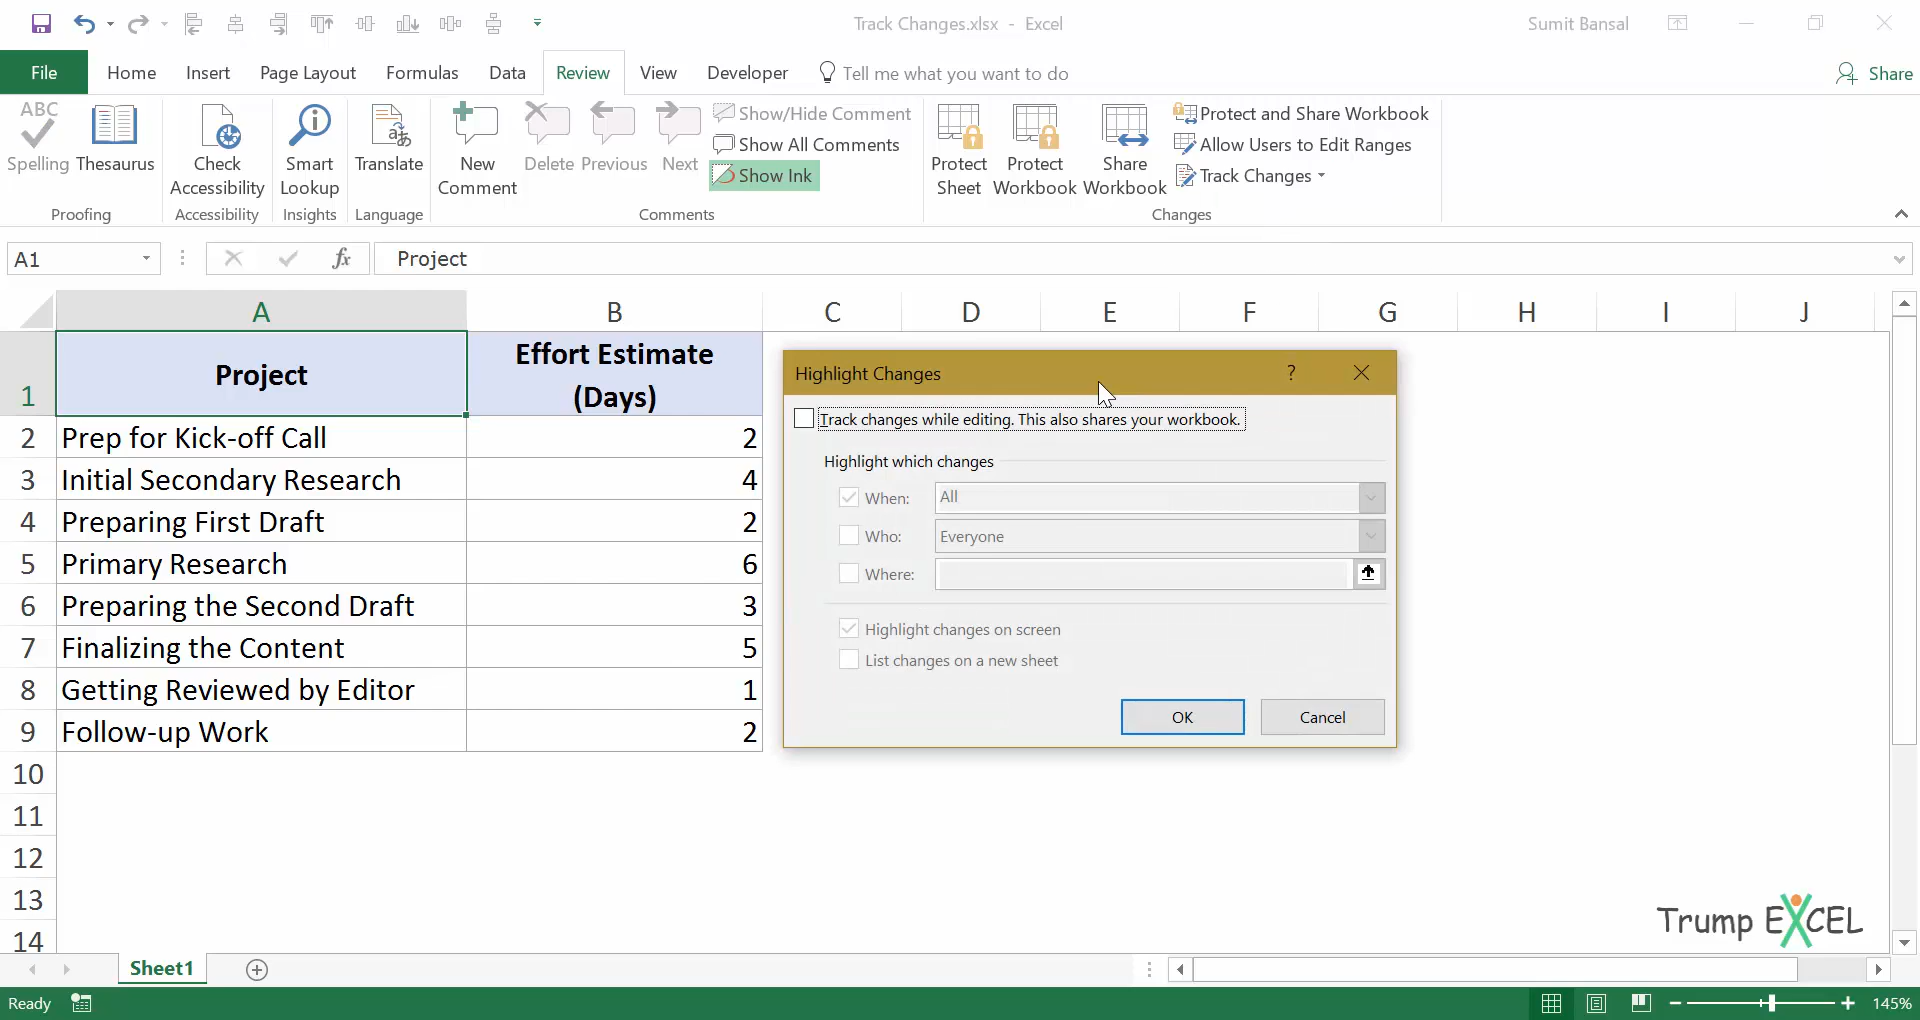 Track Changes.xlsx - Excel
Sumit Bansal
File
Home
Insert
Page Layout
Formulas
Data
Review
View
Developer
Tell me what you want to do
Share
ABC
Spelling
Thesaurus
Proofing
Check
Accessibility
Accessibility
Smart
Lookup
Insights
Translate
Language
New
Comment
Delete
Previous
Next
Show/Hide Comment
Show All Comments
Show Ink
Comments
Protect
Sheet
Protect
Workbook
Share
Workbook
Protect and Share Workbook
Allow Users to Edit Ranges
Track Changes
Changes
A1
fx
Project
A B C D E F G H I J
1 Project Effort Estimate
(Days)
2 Prep for Kick-off Call 2
3 Initial Secondary Research 4
4 Preparing First Draft 2
5 Primary Research 6
6 Preparing the Second Draft 3
7 Finalizing the Content 5
8 Getting Reviewed by Editor 1
9 Follow-up Work 2
10
11
12
13
14
Highlight Changes
?
Track changes while editing. This also shares your workbook.
Highlight which changes
When: All
Who: Everyone
Where:
Highlight changes on screen
List changes on a new sheet
OK
Cancel
Trump EXCEL
Sheet1
Ready
145%